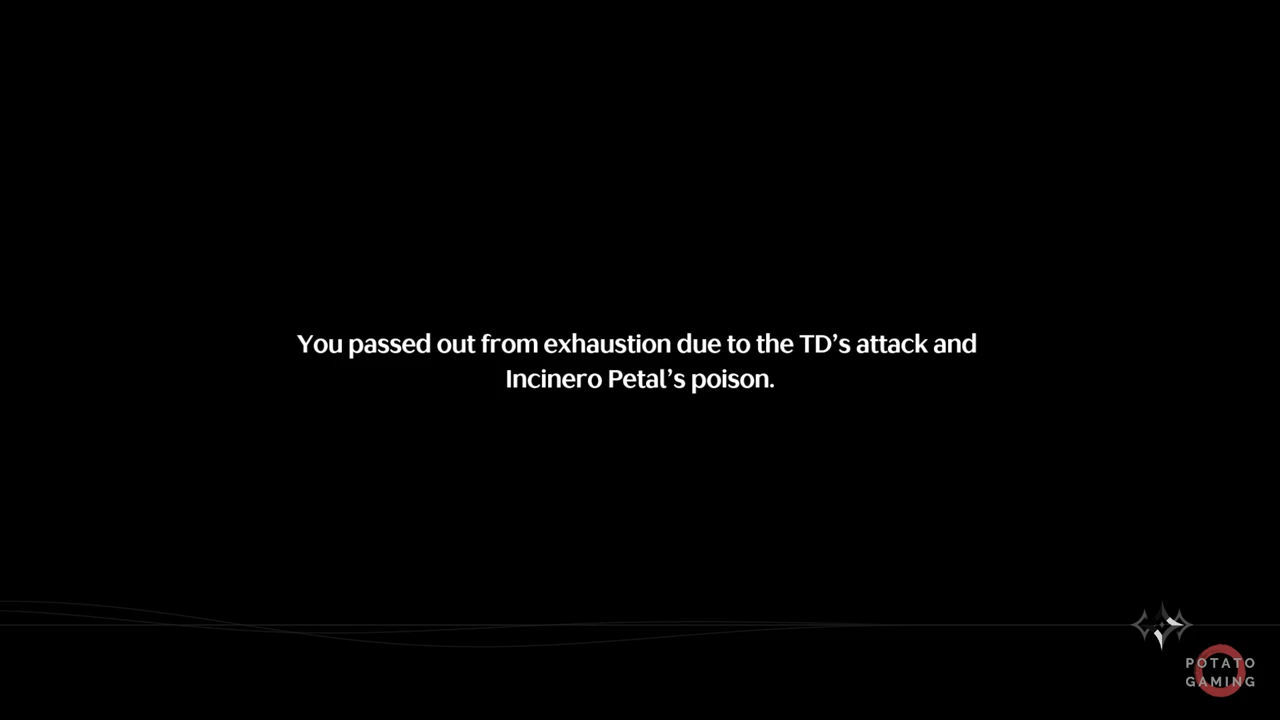 You passed out from exhaustion due to the TD’s attack and
Incinero Petal’s poison.
POTATO
GAMING